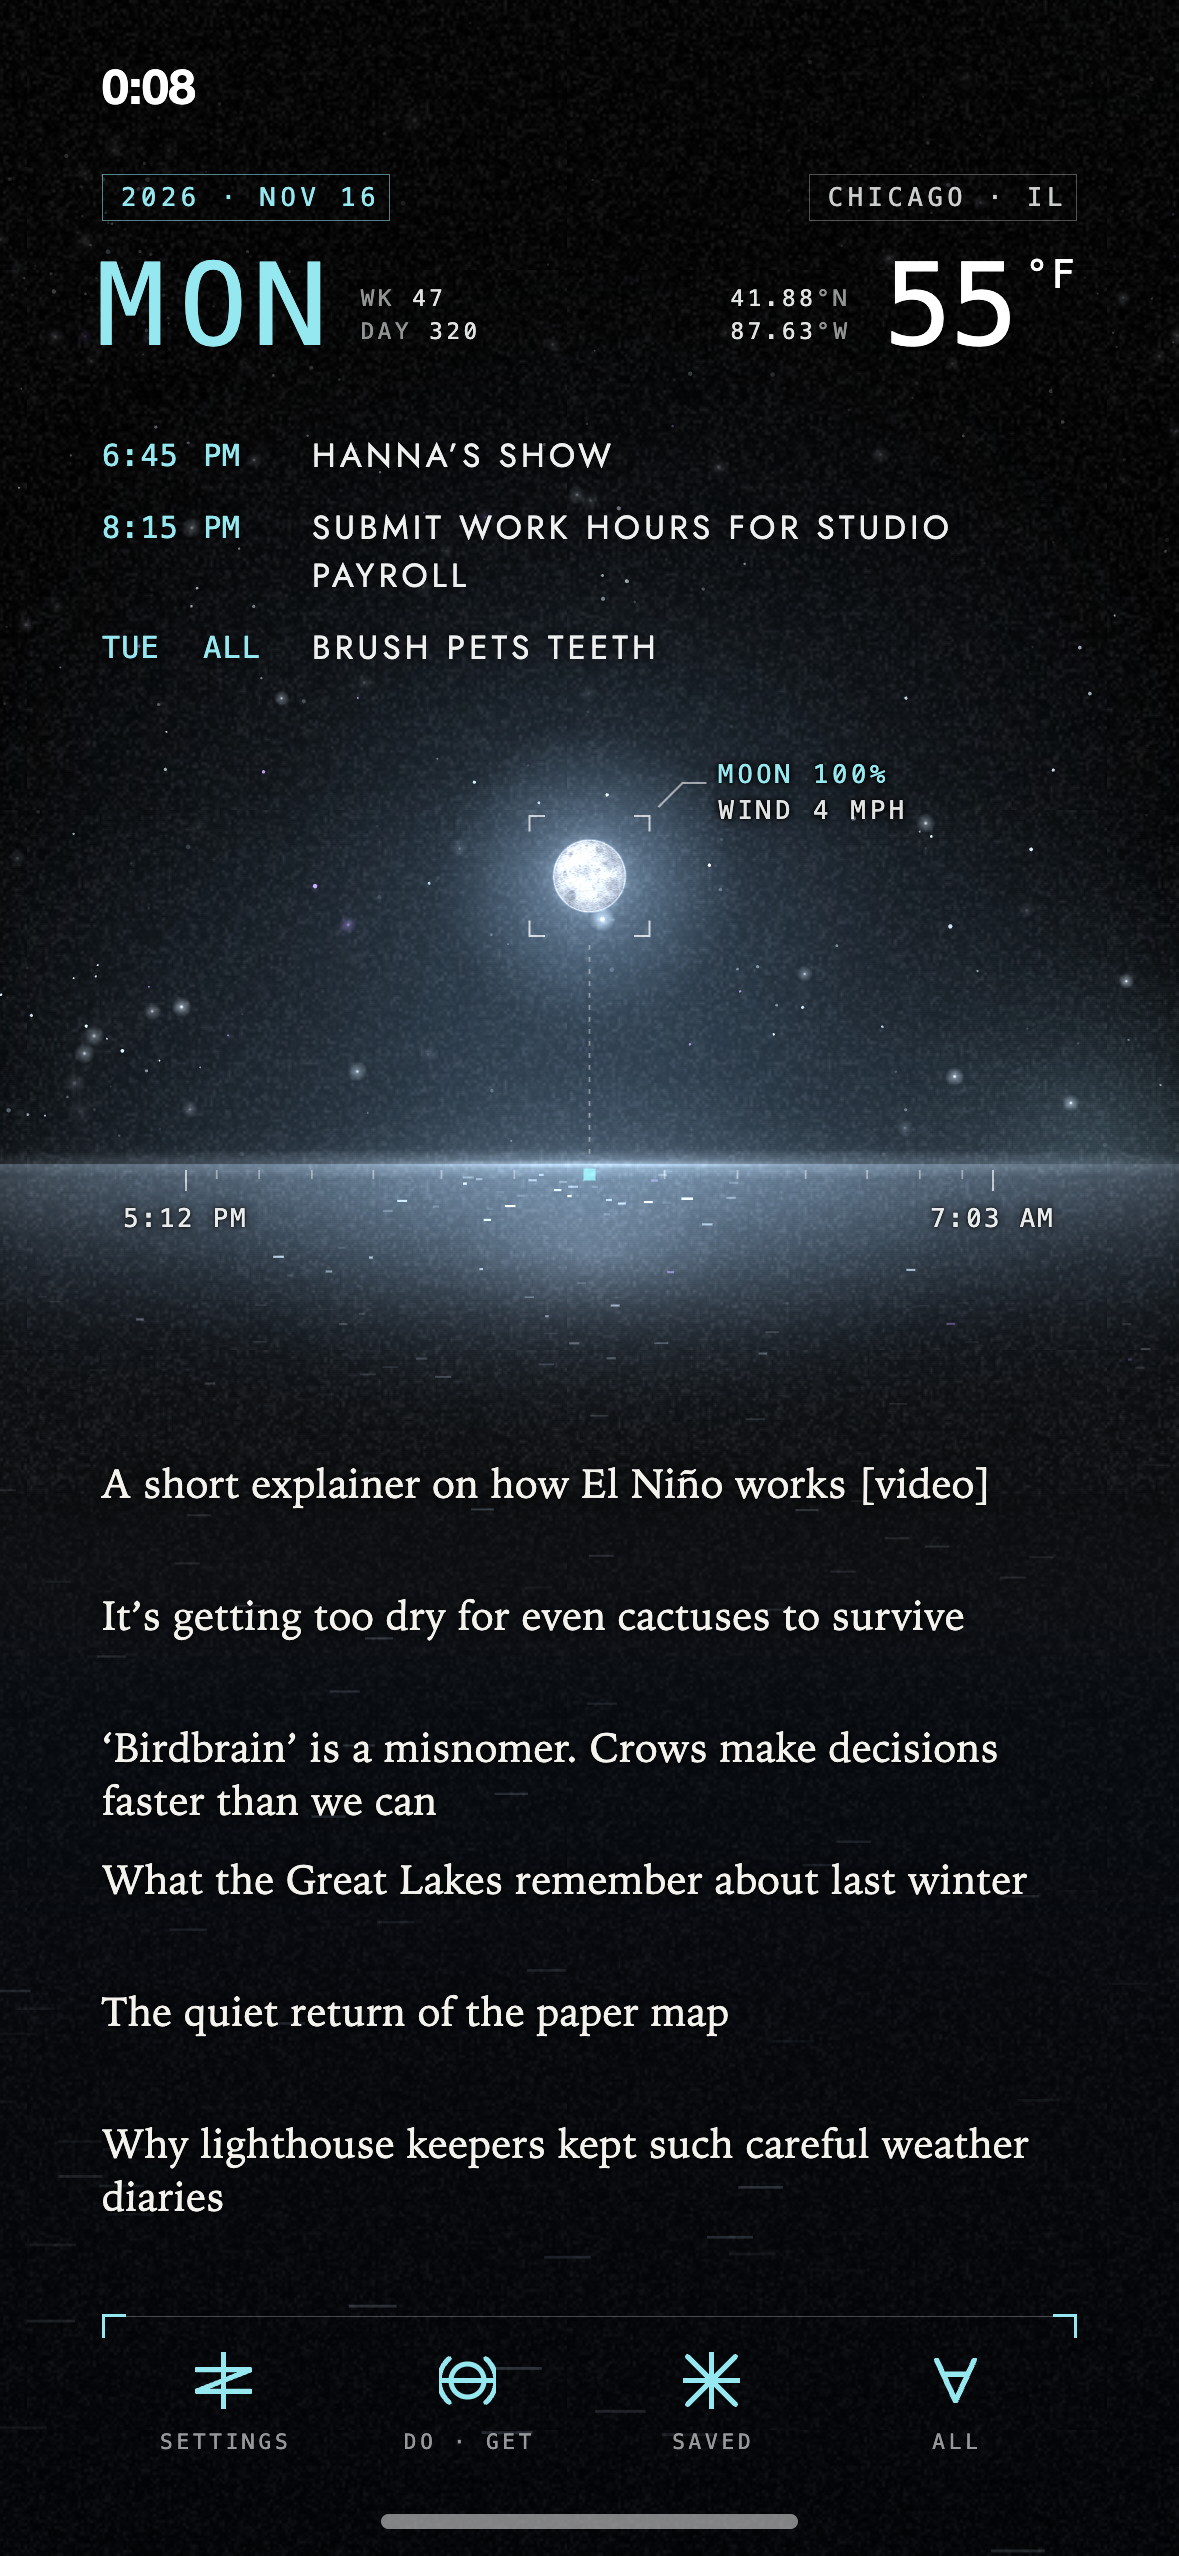 0:08
2026 · NOV 16
CHICAGO · IL
MON
WK 47
DAY 320
41.88°N
87.63°W
55°F
6:45 PM HANNA’S SHOW
8:15 PM SUBMIT WORK HOURS FOR STUDIO
PAYROLL
TUE ALL BRUSH PETS TEETH
MOON 100%
WIND 4 MPH
5:12 PM
7:03 AM
A short explainer on how El Niño works [video]
It’s getting too dry for even cactuses to survive
‘Birdbrain’ is a misnomer. Crows make decisions
faster than we can
What the Great Lakes remember about last winter
The quiet return of the paper map
Why lighthouse keepers kept such careful weather
diaries
SETTINGS
DO · GET
SAVED
ALL